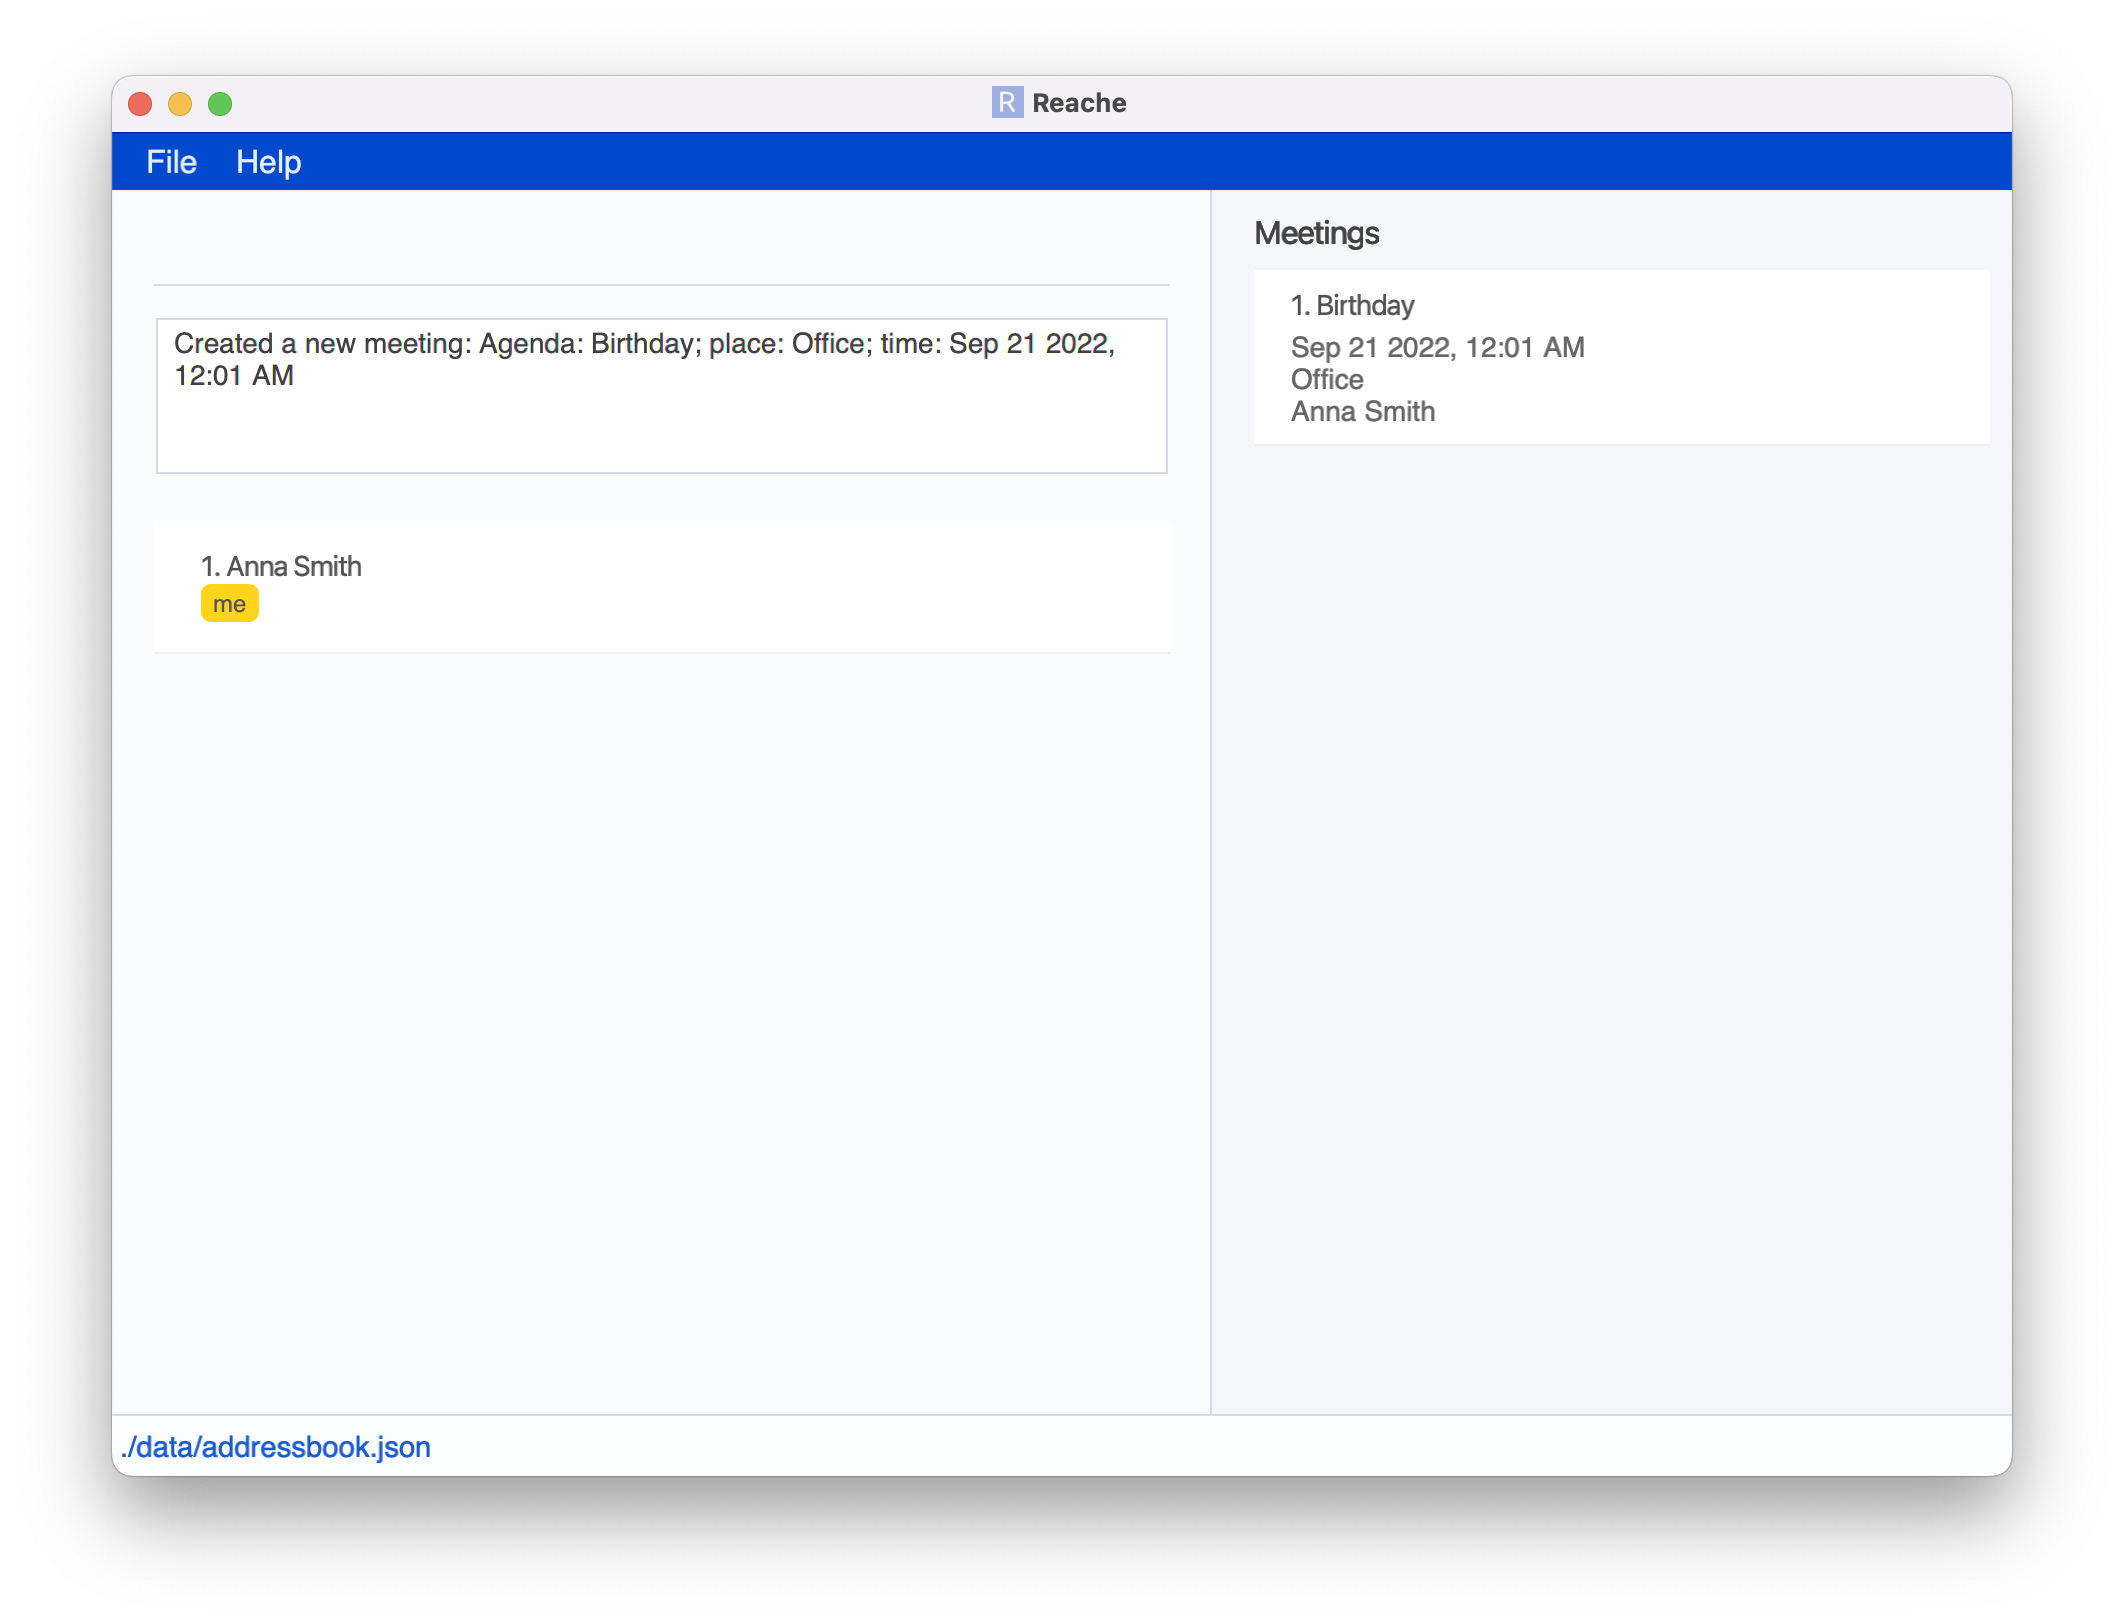 R Reache
File Help
Created a new meeting: Agenda: Birthday; place: Office; time: Sep 21 2022,
12:01 AM
1. Anna Smith
me
Meetings
1. Birthday
Sep 21 2022, 12:01 AM
Office
Anna Smith
./data/addressbook.json